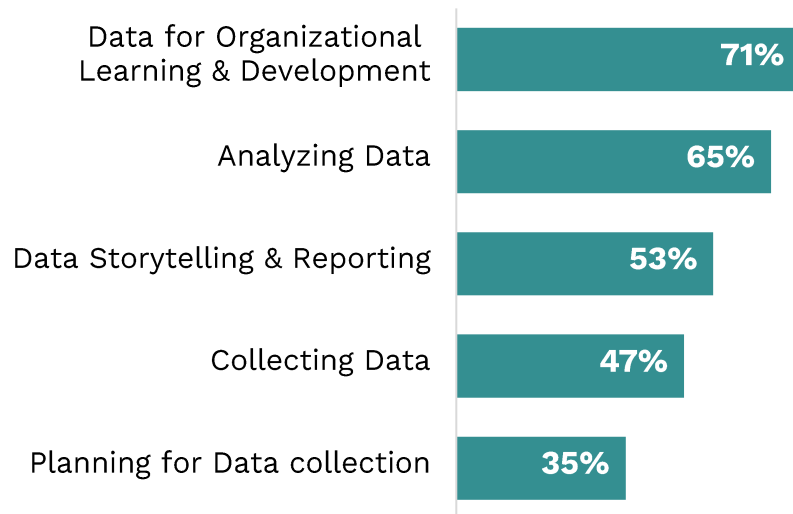 Data for Organizational
Learning & Development
71%
Analyzing Data
65%
Data Storytelling & Reporting
53%
Collecting Data
47%
Planning for Data collection
35%